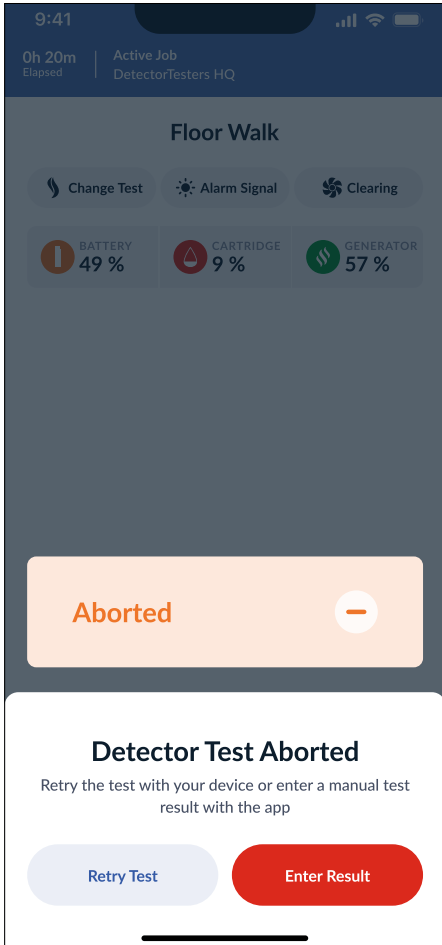 9:41
0h 20m
Elapsed
Active Job
DetectorTesters HQ
Floor Walk
Change Test
Alarm Signal
Clearing
BATTERY
49 %
CARTRIDGE
9 %
GENERATOR
57 %
Aborted
Detector Test Aborted
Retry the test with your device or enter a manual test
result with the app
Retry Test
Enter Result